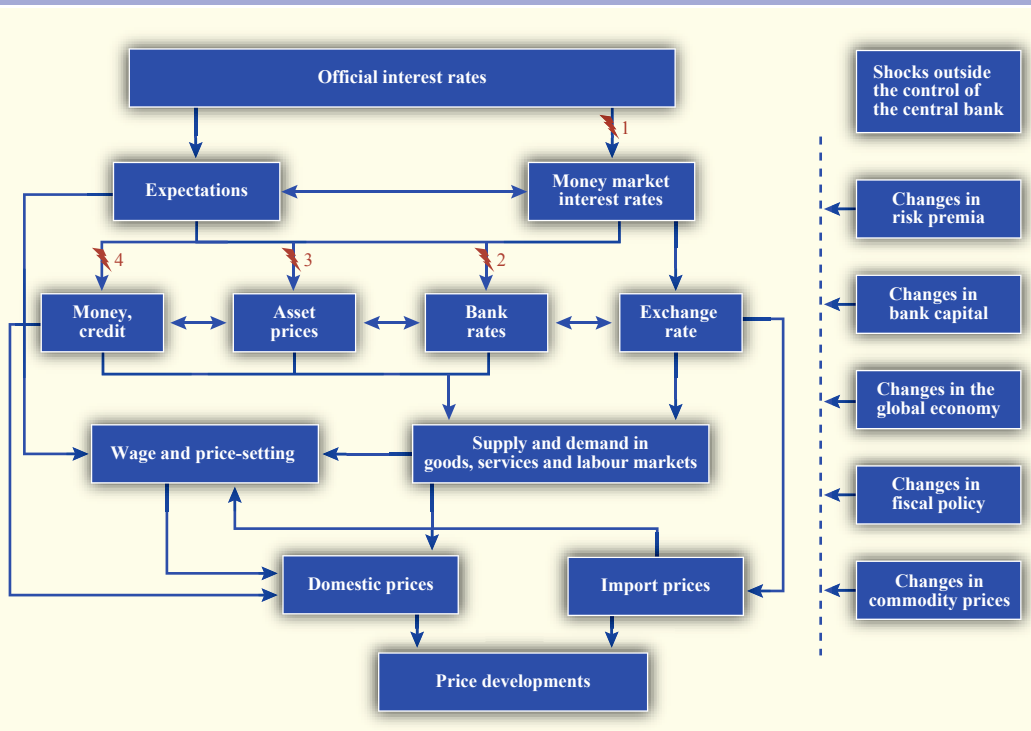 Official interest rates
Shocks outside
the control of
the central bank
1
Expectations
Money market
interest rates
Changes in
risk premia
4
3
2
Money,
credit
Asset
prices
Bank
rates
Exchange
rate
Changes in
bank capital
Changes in the
global economy
Wage and price-setting
Supply and demand in
goods, services and labour markets
Changes in
fiscal policy
Domestic prices
Import prices
Changes in
commodity prices
Price developments